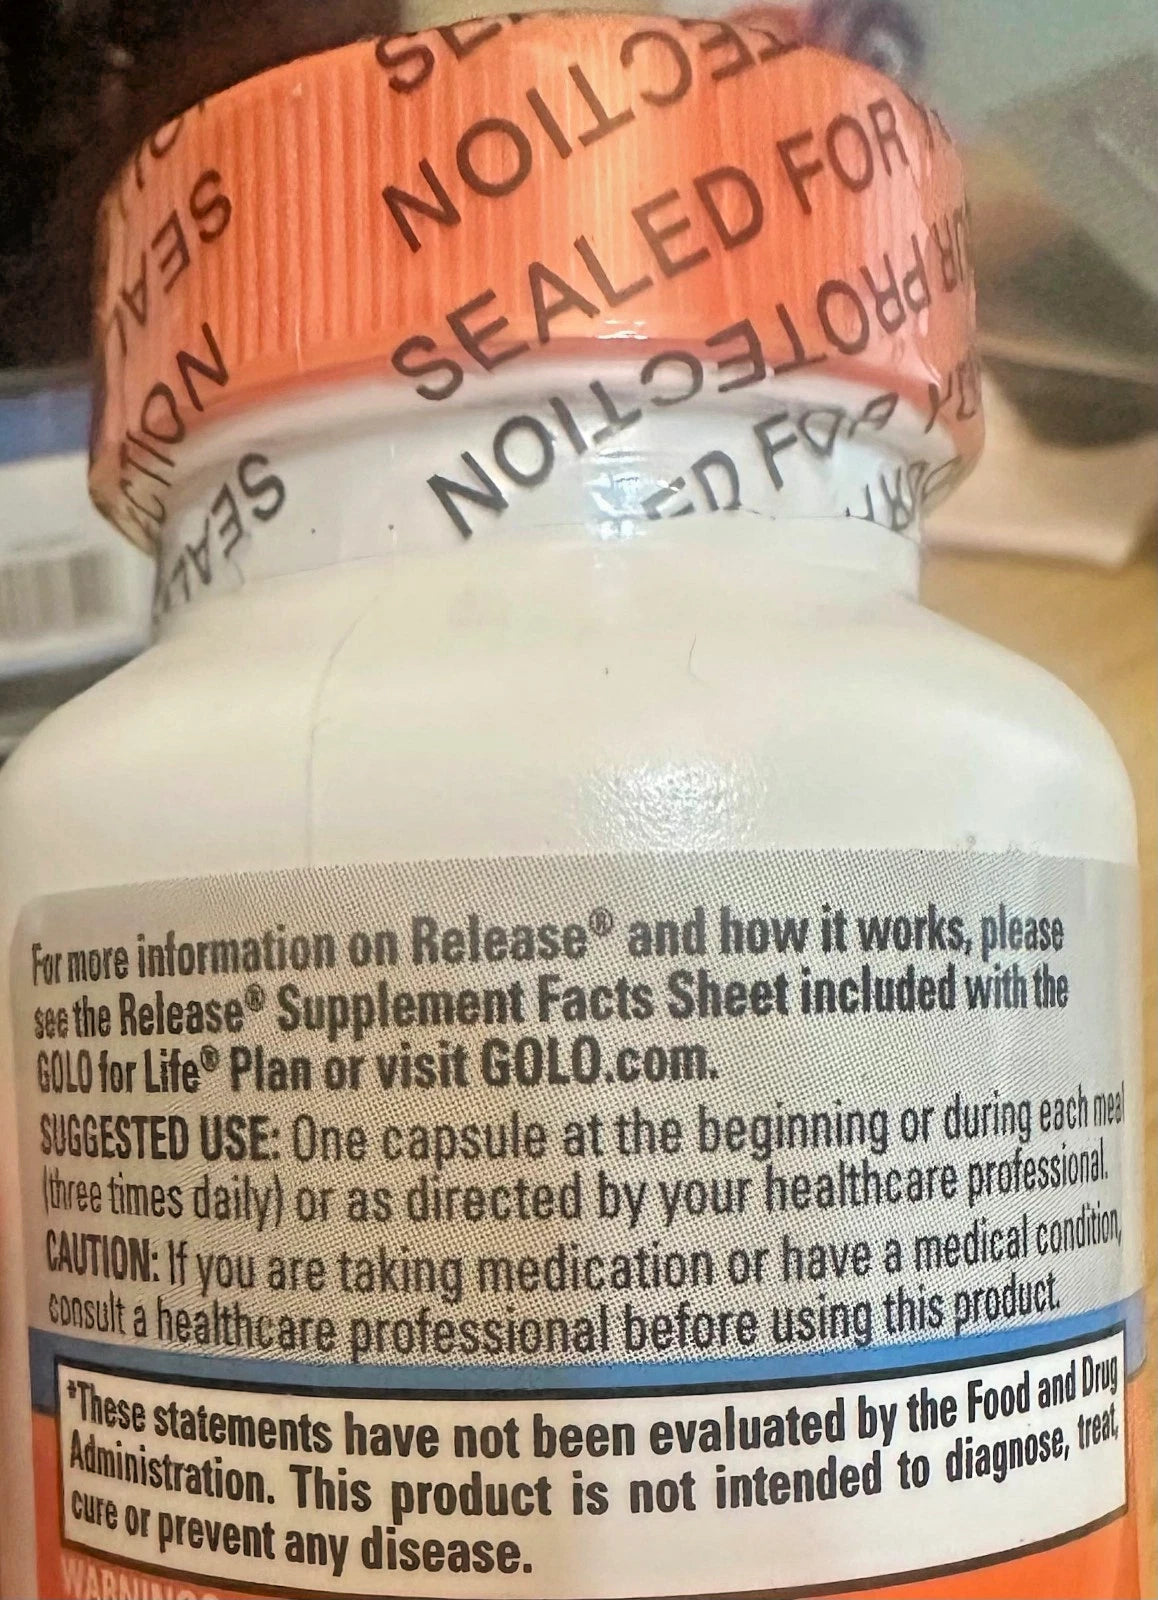 SEALED FOR
NOITCETORP RU
SEALED FOR
NOITCETORP
For more information on Release® and how it works, please
see the Release® Supplement Facts Sheet included with the
GOLO for Life® Plan or visit GOLO.com.
SUGGESTED USE: One capsule at the beginning or during each meal
(three times daily) or as directed by your healthcare professional.
CAUTION: If you are taking medication or have a medical condition,
consult a healthcare professional before using this product.
*These statements have not been evaluated by the Food and Drug
Administration. This product is not intended to diagnose, treat,
cure or prevent any disease.
WARNINGS